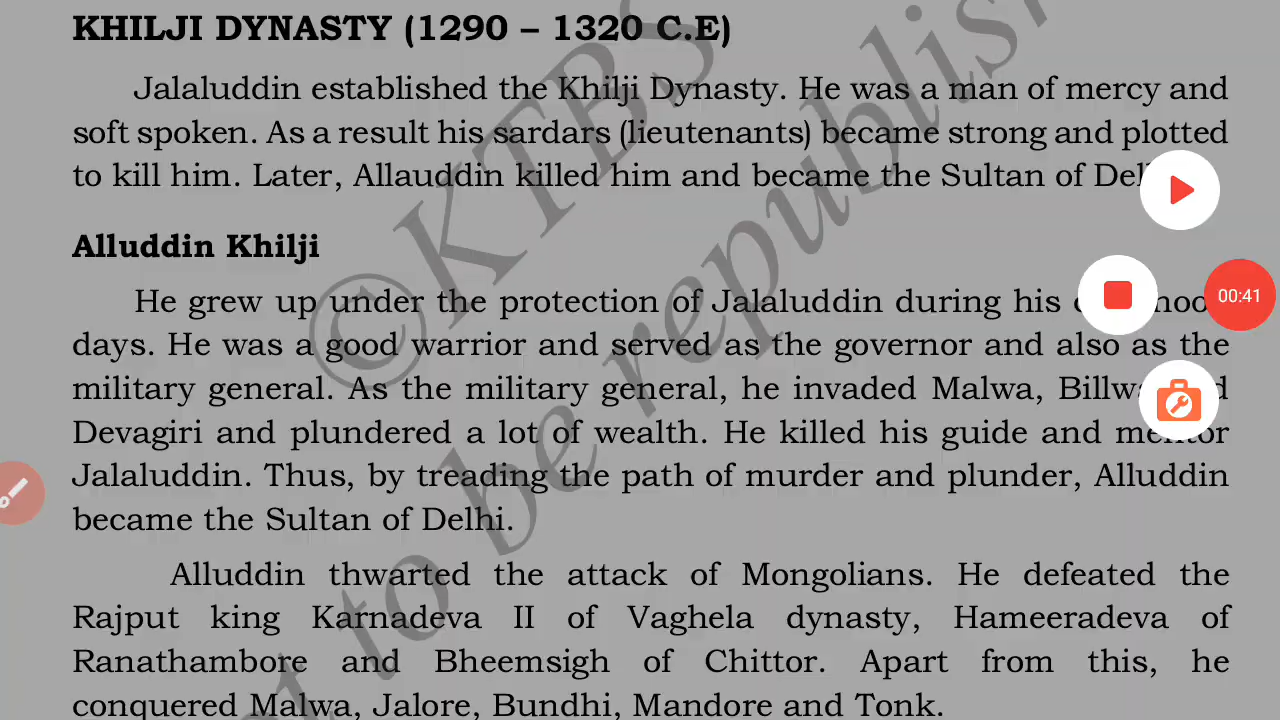 KHILJI DYNASTY (1290 – 1320 C.E)
Jalaluddin established the Khilji Dynasty. He was a man of mercy and
soft spoken. As a result his sardars (lieutenants) became strong and plotted
to kill him. Later, Allauddin killed him and became the Sultan of Del
Alluddin Khilji
He grew up under the protection of Jalaluddin during his
days. He was a good warrior and served as the governor and also as the
military general. As the military general, he invaded Malwa,
Devagiri and plundered a lot of wealth. He killed his guide and mentor
Jalaluddin. Thus, by treading the path of murder and plunder, Alluddin
became the Sultan of Delhi.
Alluddin thwarted the attack of Mongolians. He defeated the
Rajput king Karnadeva II of Vaghela dynasty, Hameeradeva of
Ranathambore and Bheemsigh of Chittor. Apart from this, he
conquered Malwa, Jalore, Bundhi, Mandore and Tonk.
©KTBS
to be republish
00:41